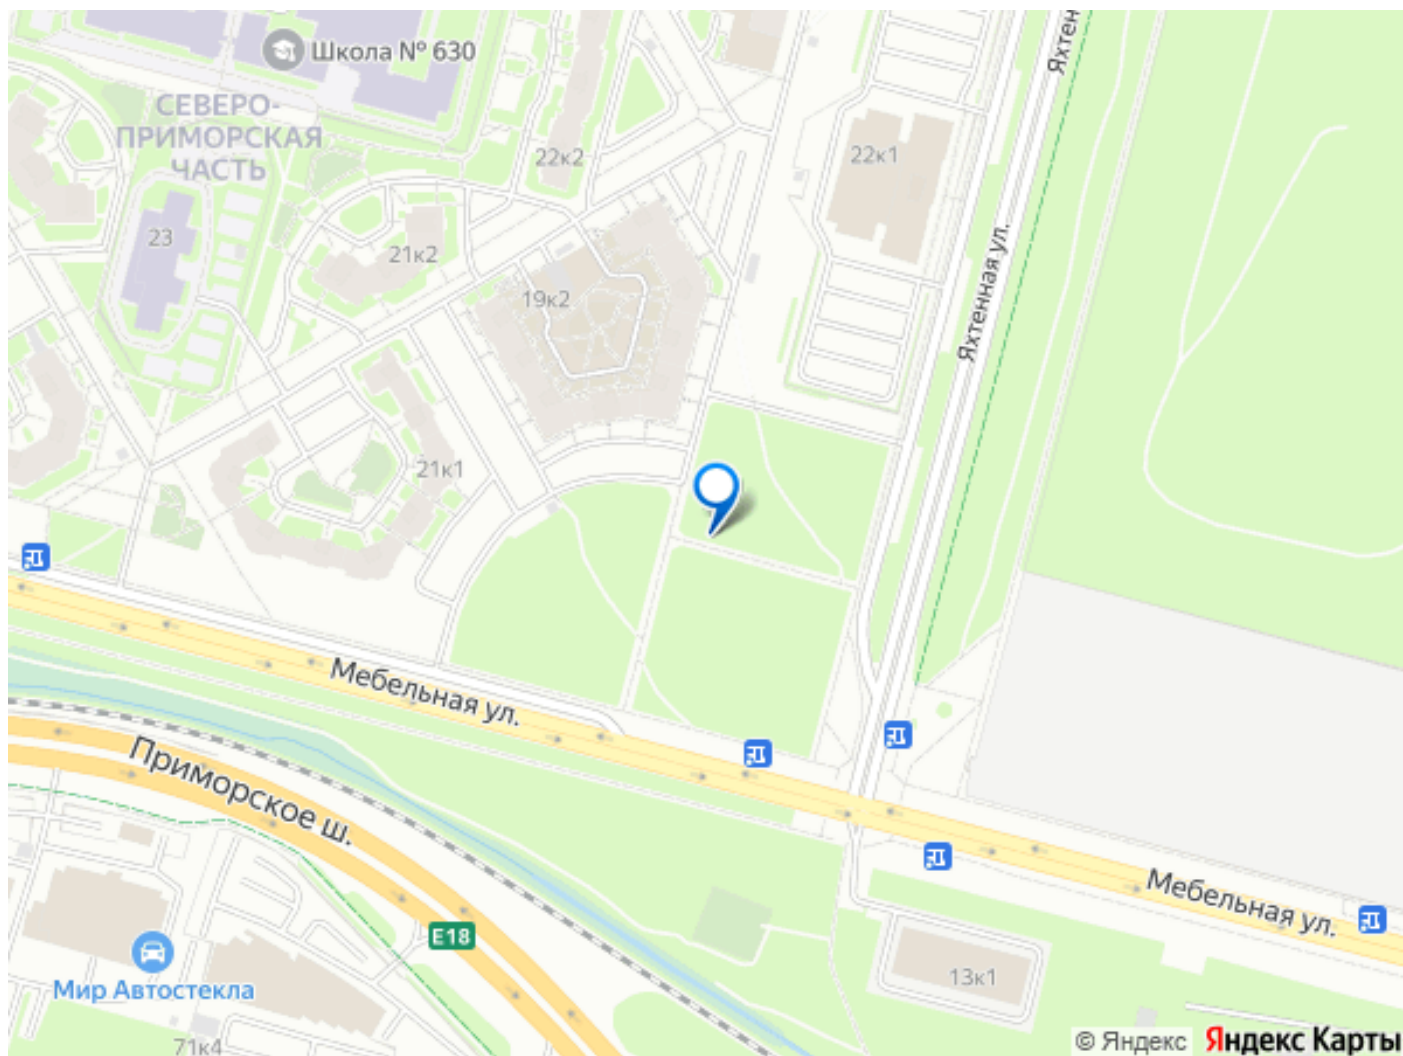 Школа № 630
Яхтен
СЕВЕРО-
ПРИМОРСКАЯ
ЧАСТЬ
22к2
22к1
23
21к2
19к2
Яхтенная ул.
21к1
Мебельная ул.
Приморское ш.
Мебельная ул.
E18
Мир Автостекла
13к1
71к4
© Яндекс Яндекс Карты